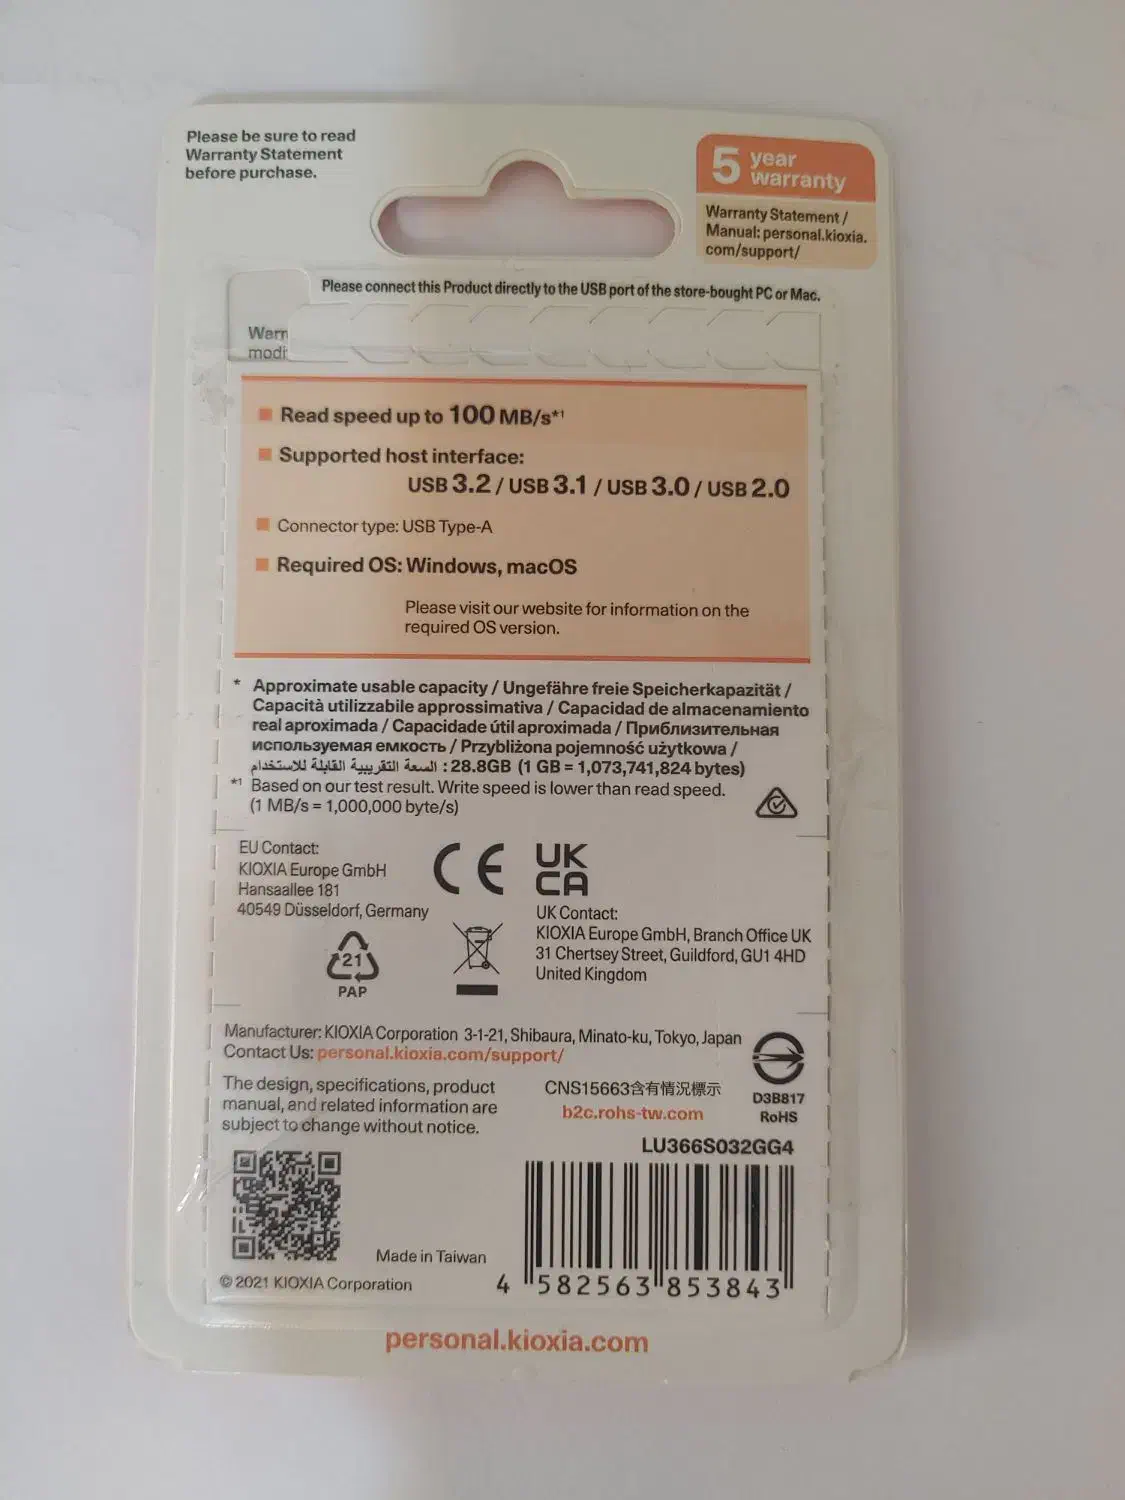 Please be sure to read
Warranty Statement
before purchase.
5 year
warranty
Warranty Statement /
Manual: personal.kioxia.
com/support/
Please connect this Product directly to the USB port of the store-bought PC or Mac.
Read speed up to 100 MB/s*1
Supported host interface:
USB 3.2 / USB 3.1 / USB 3.0 / USB 2.0
Connector type: USB Type-A
Required OS: Windows, macOS
Please visit our website for information on the
required OS version.
* Approximate usable capacity / Ungefähre freie Speicherkapazität /
Capacità utilizzabile approssimativa / Capacidad de almacenamiento
real aproximada / Capacidade útil aproximada / Приблизительная
используемая емкость / Przybliżona pojemność użytkowa /
السعة التقريبية القابلة للاستخدام : 28.8GB (1 GB = 1,073,741,824 bytes)
*1 Based on our test result. Write speed is lower than read speed.
(1 MB/s = 1,000,000 byte/s)
EU Contact:
KIOXIA Europe GmbH
Hansaallee 181
40549 Düsseldorf, Germany
CE
UK
CA
UK Contact:
KIOXIA Europe GmbH, Branch Office UK
31 Chertsey Street, Guildford, GU1 4HD
United Kingdom
21
PAP
Manufacturer: KIOXIA Corporation 3-1-21, Shibaura, Minato-ku, Tokyo, Japan
Contact Us: personal.kioxia.com/support/
The design, specifications, product
manual, and related information are
subject to change without notice.
CNS15663含有情況標示
b2c.rohs-tw.com
D3B817
RoHS
LU366S032GG4
Made in Taiwan
© 2021 KIOXIA Corporation
4 582563 853843
personal.kioxia.com